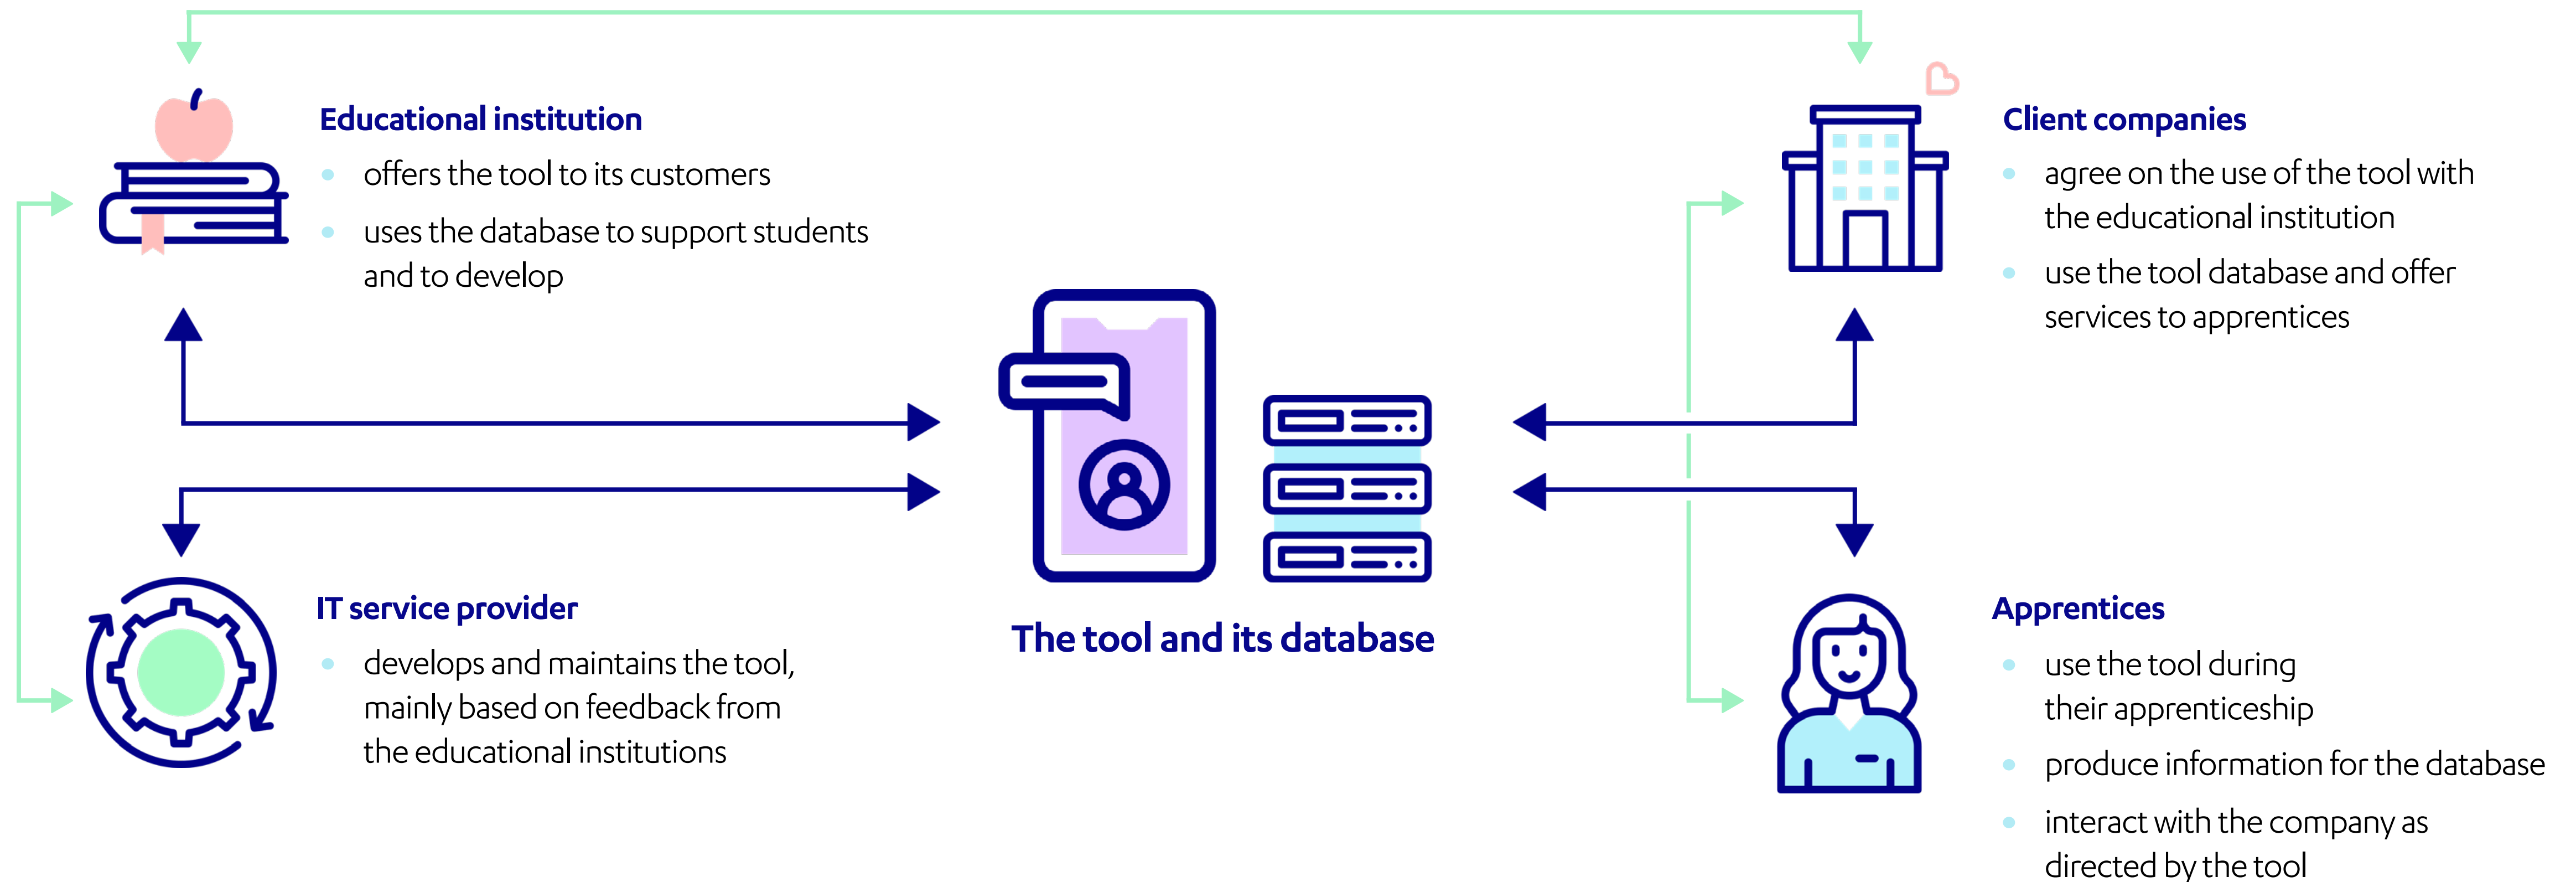 Educational institution
offers the tool to its customers
uses the database to support students
and to develop
Client companies
agree on the use of the tool with
the educational institution
use the tool database and offer
services to apprentices
The tool and its database
IT service provider
develops and maintains the tool,
mainly based on feedback from
the educational institutions
Apprentices
use the tool during
their apprenticeship
produce information for the database
interact with the company as
directed by the tool